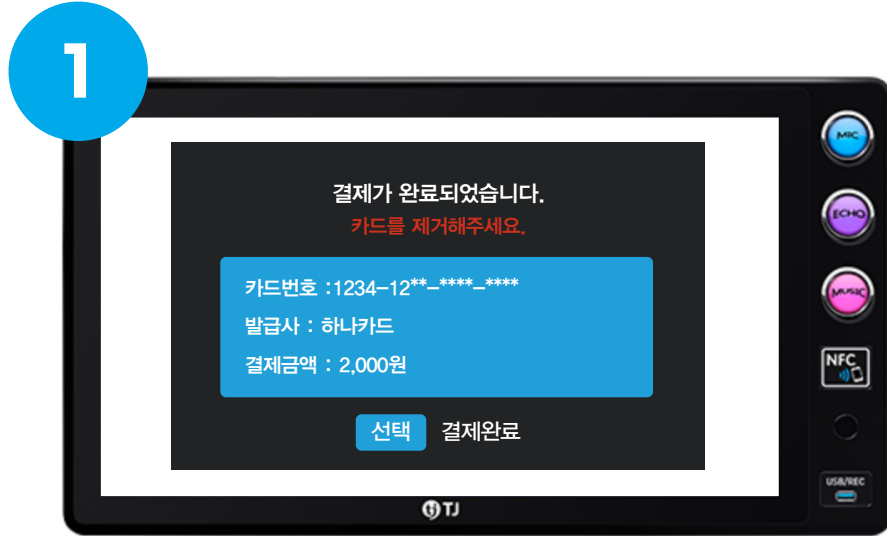 1
결제가 완료되었습니다.
카드를 제거해주세요.
카드번호 :1234-12**-****-****
발급사 : 하나카드
결제금액 : 2,000원
선택 결제완료
MIC
ECHO
MUSIC
NFC
USB/REC
TJ